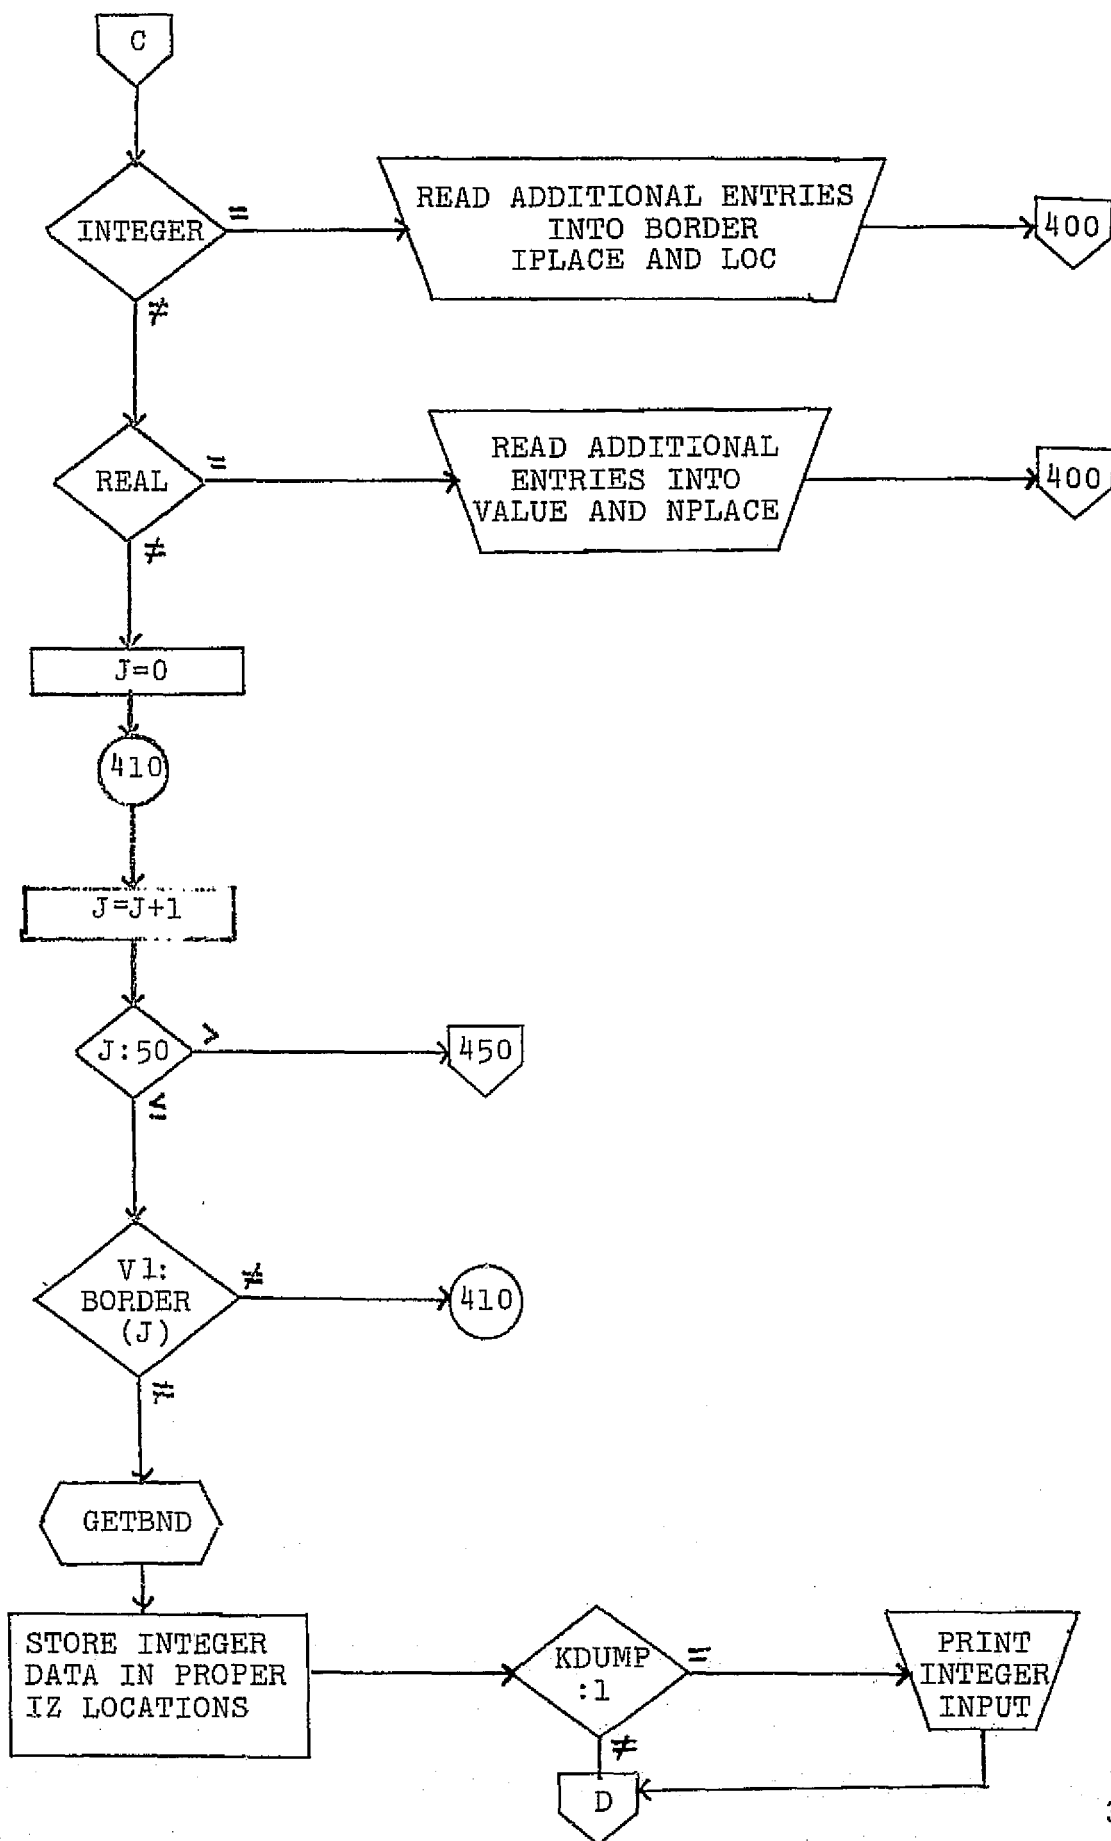 C
INTEGER
=
READ ADDITIONAL ENTRIES
INTO BORDER
IPLACE AND LOC
400
≠
REAL
=
READ ADDITIONAL
ENTRIES INTO
VALUE AND NPLACE
400
≠
J=0
410
J=J+1
J:50
>
450
≤
V1:
BORDER
(J)
≠
410
≠
GETBND
STORE INTEGER
DATA IN PROPER
IZ LOCATIONS
KDUMP
:1
=
PRINT
INTEGER
INPUT
≠
D